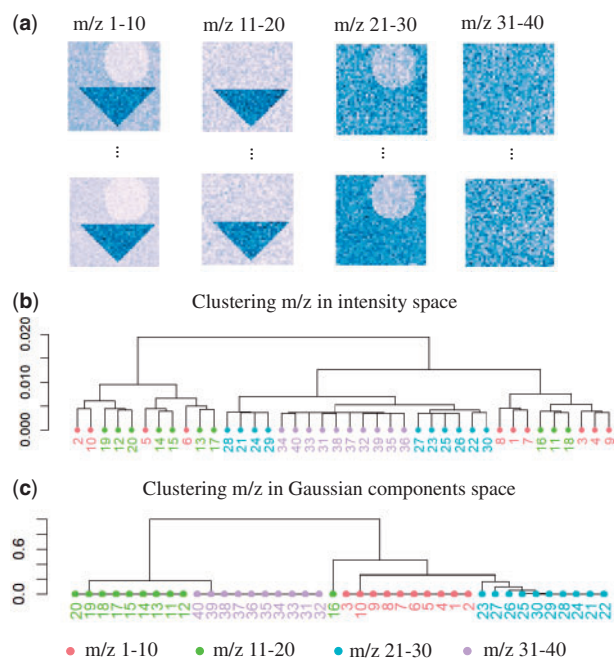 (a) m/z 1-10 m/z 11-20 m/z 21-30 m/z 31-40
... ... ... ...
(b) Clustering m/z in intensity space
0.020
0.010
0.000
2 10 19 12 20 5 14 15 6 13 17 28 21 24 29 34 40 33 31 38 37 32 39 35 36 27 23 25 26 22 30 8 1 7 16 11 18 3 4 9
(c) Clustering m/z in Gaussian components space
0.6
0.0
20 19 18 17 15 14 13 11 12 40 39 38 37 36 35 34 33 31 32 16 3 10 9 8 7 6 5 4 1 2 23 27 26 25 30 29 28 24 21 22
m/z 1-10 m/z 11-20 m/z 21-30 m/z 31-40